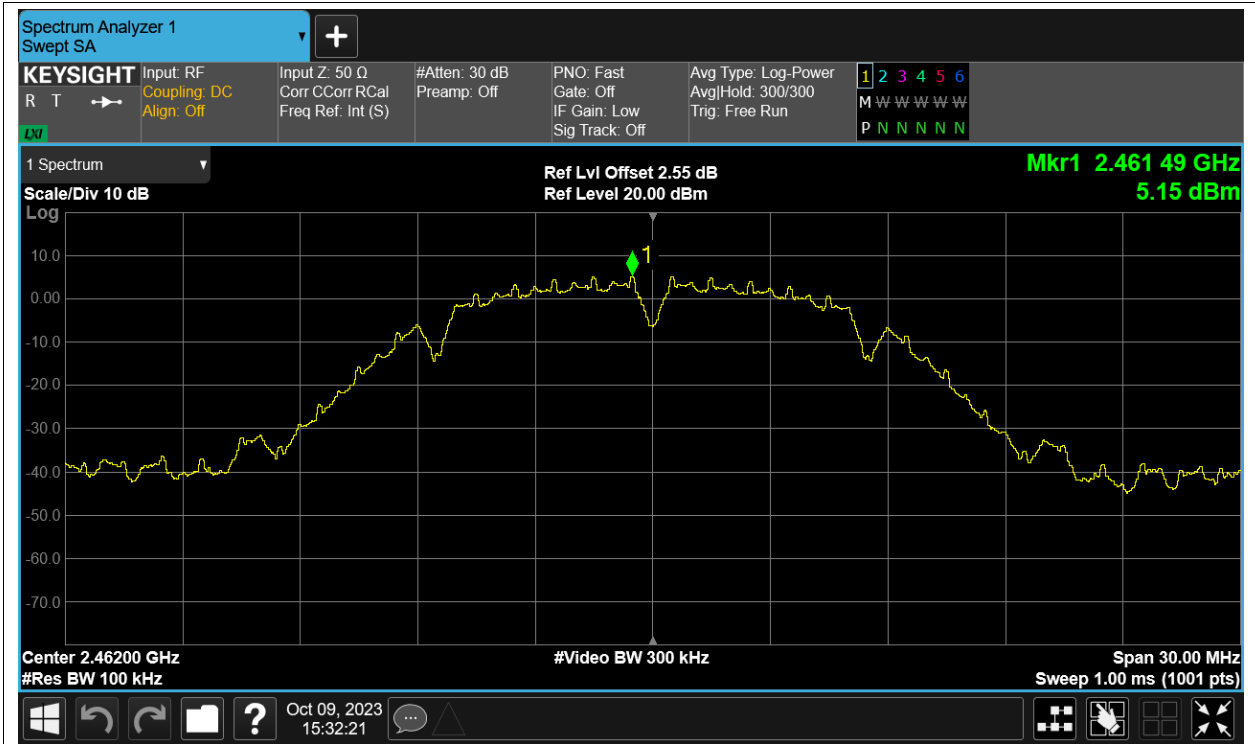 Spectrum Analyzer 1
Swept SA
KEYSIGHT
R T
LXI
Input: RF
Coupling: DC
Align: Off
Input Z: 50 Ω
Corr CCorr RCal
Freq Ref: Int (S)
#Atten: 30 dB
Preamp: Off
PNO: Fast
Gate: Off
IF Gain: Low
Sig Track: Off
Avg Type: Log-Power
Avg|Hold: 300/300
Trig: Free Run
1 2 3 4 5 6
M W W W W W
P N N N N N
1 Spectrum
Scale/Div 10 dB
Log
Ref Lvl Offset 2.55 dB
Ref Level 20.00 dBm
Mkr1 2.461 49 GHz
5.15 dBm
1
10.0
0.00
-10.0
-20.0
-30.0
-40.0
-50.0
-60.0
-70.0
Center 2.46200 GHz
#Res BW 100 kHz
#Video BW 300 kHz
Span 30.00 MHz
Sweep 1.00 ms (1001 pts)
?
Oct 09, 2023
15:32:21